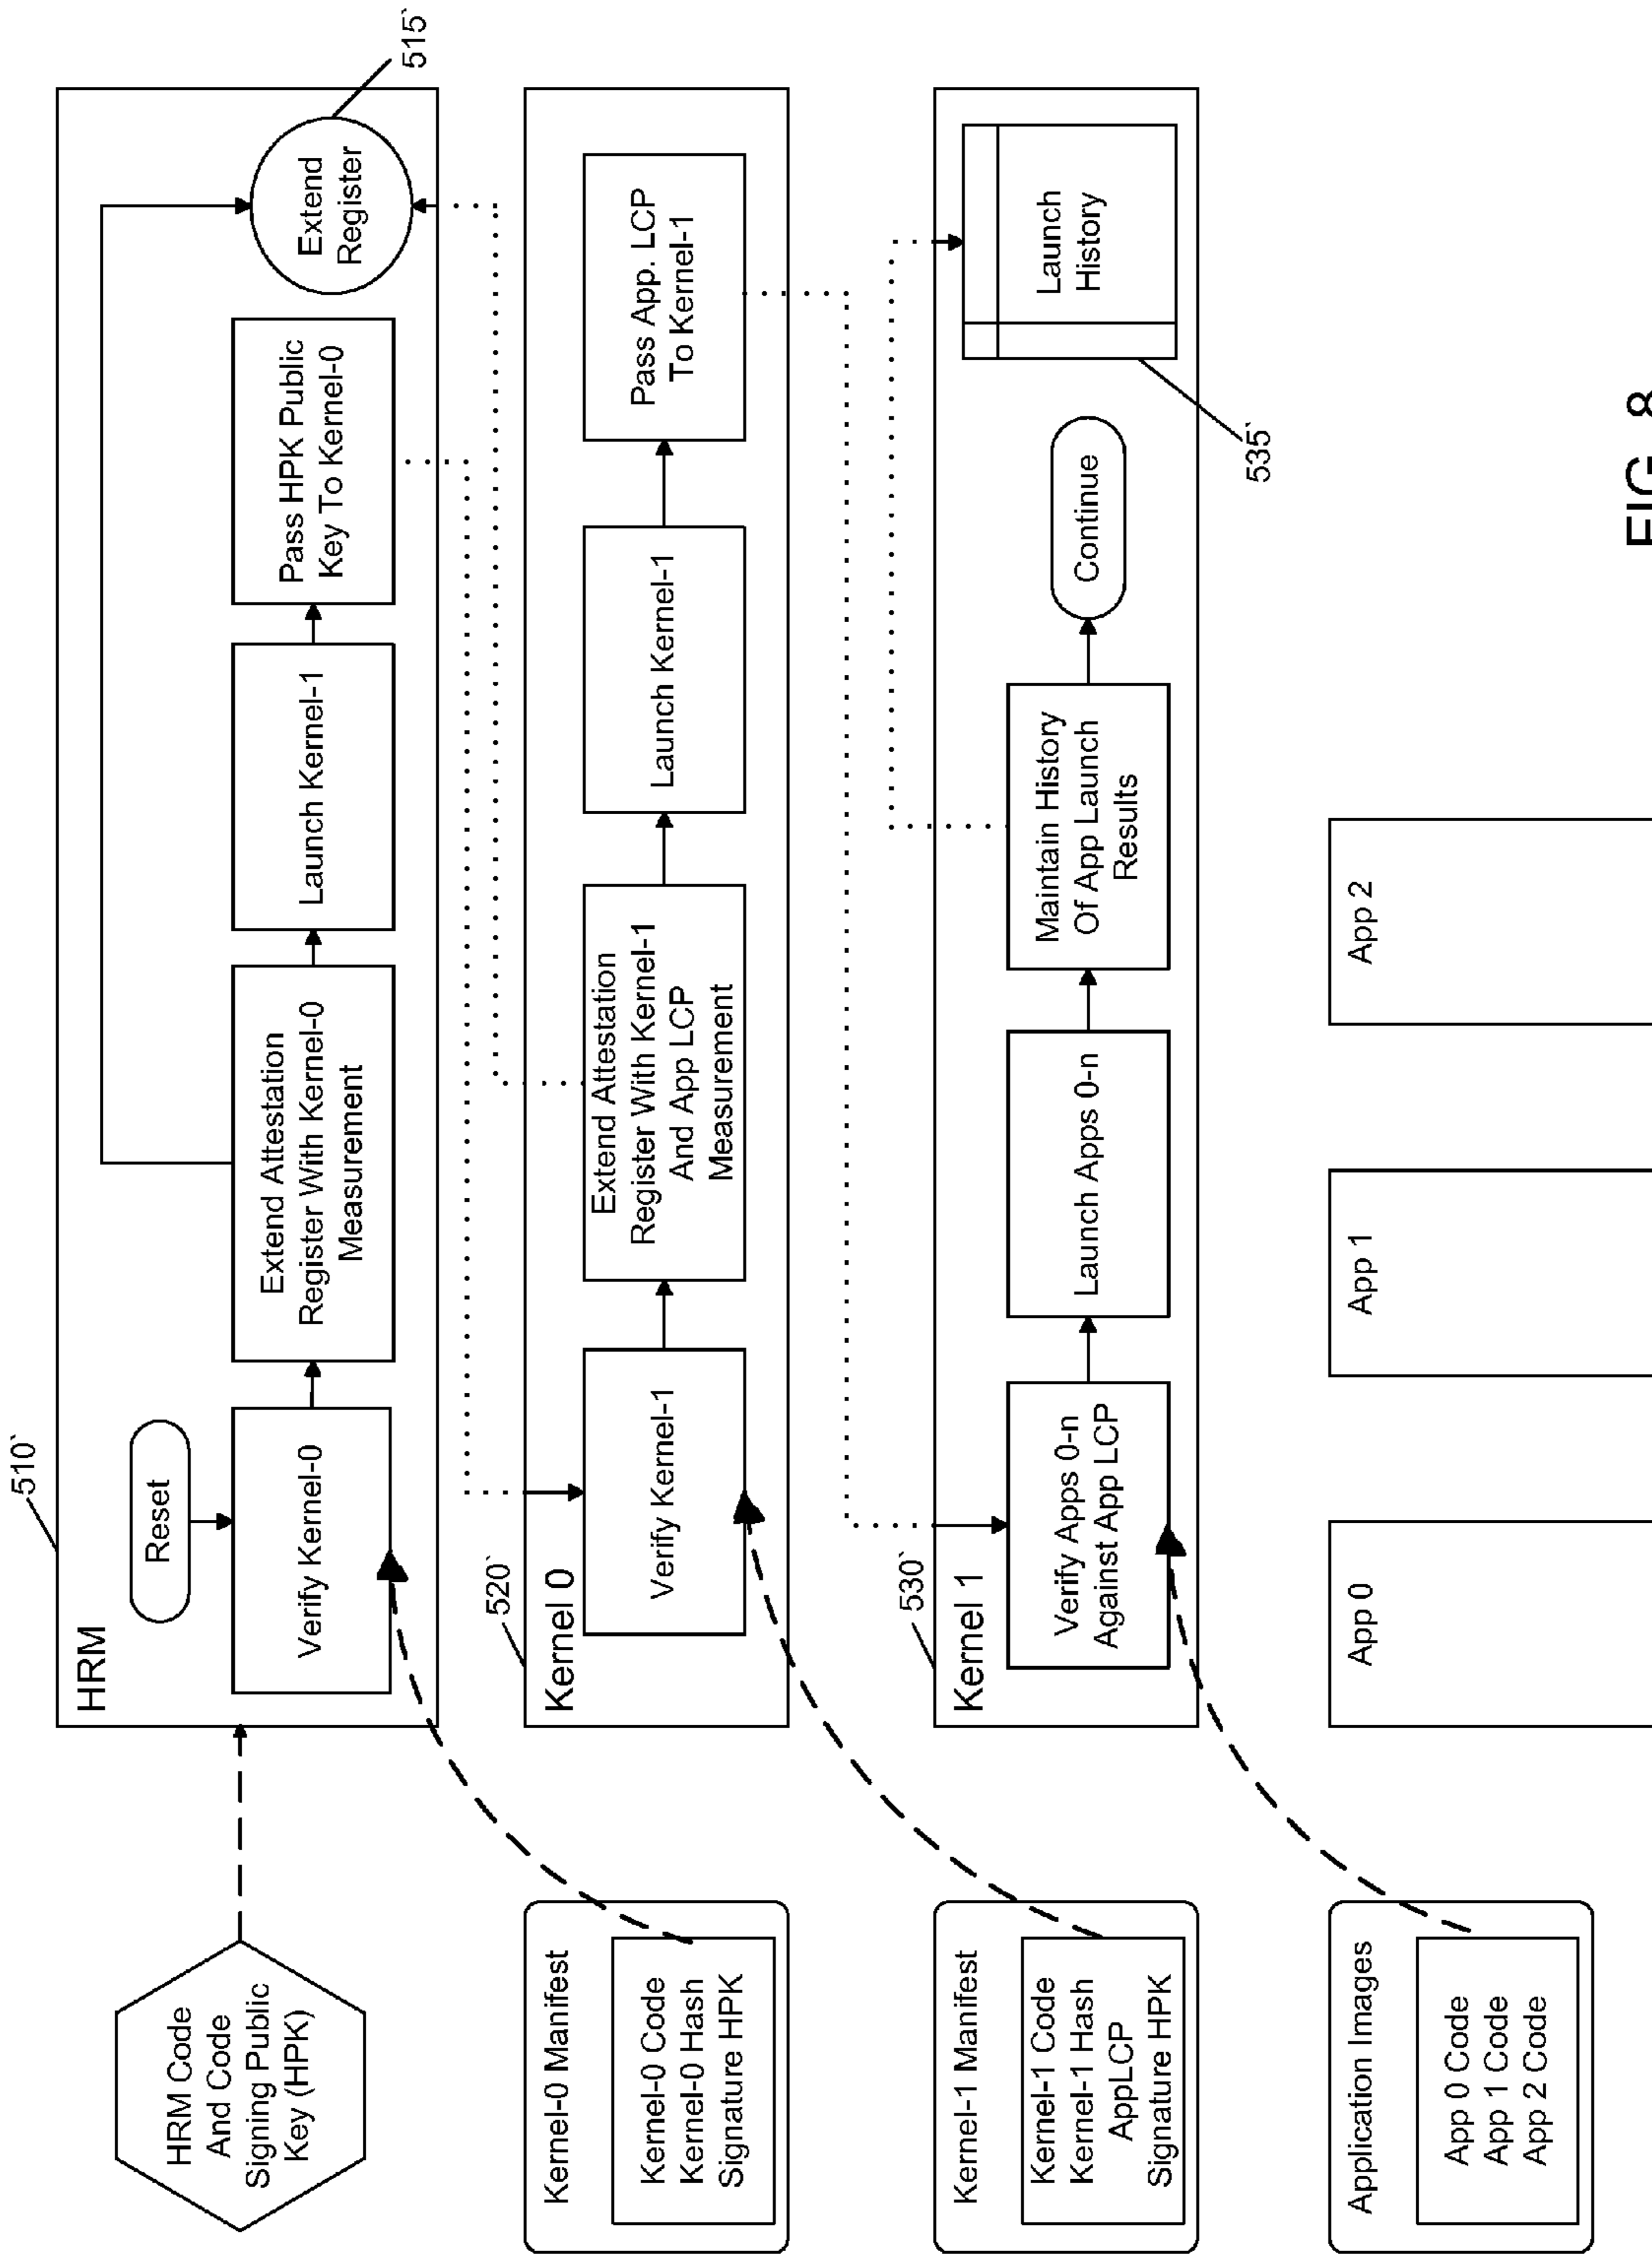 HRM Code
And Code
Signing Public
Key (HPK)
510`
HRM
Reset
Verify Kernel-0
Extend Attestation
Register With Kernel-0
Measurement
Launch Kernel-1
Pass HPK Public
Key To Kernel-0
Extend
Register
515`
Kernel-0 Manifest
Kernel-0 Code
Kernel-0 Hash
Signature HPK
520`
Kernel 0
Verify Kernel-1
Extend Attestation
Register With Kernel-1
And App LCP
Measurement
Launch Kernel-1
Pass App. LCP
To Kernel-1
Kernel-1 Manifest
Kernel-1 Code
Kernel-1 Hash
AppLCP
Signature HPK
530`
Kernel 1
Verify Apps 0-n
Against App LCP
Launch Apps 0-n
Maintain History
Of App Launch
Results
Continue
Launch
History
535`
Application Images
App 0 Code
App 1 Code
App 2 Code
App 0
App 1
App 2
FIG. 8